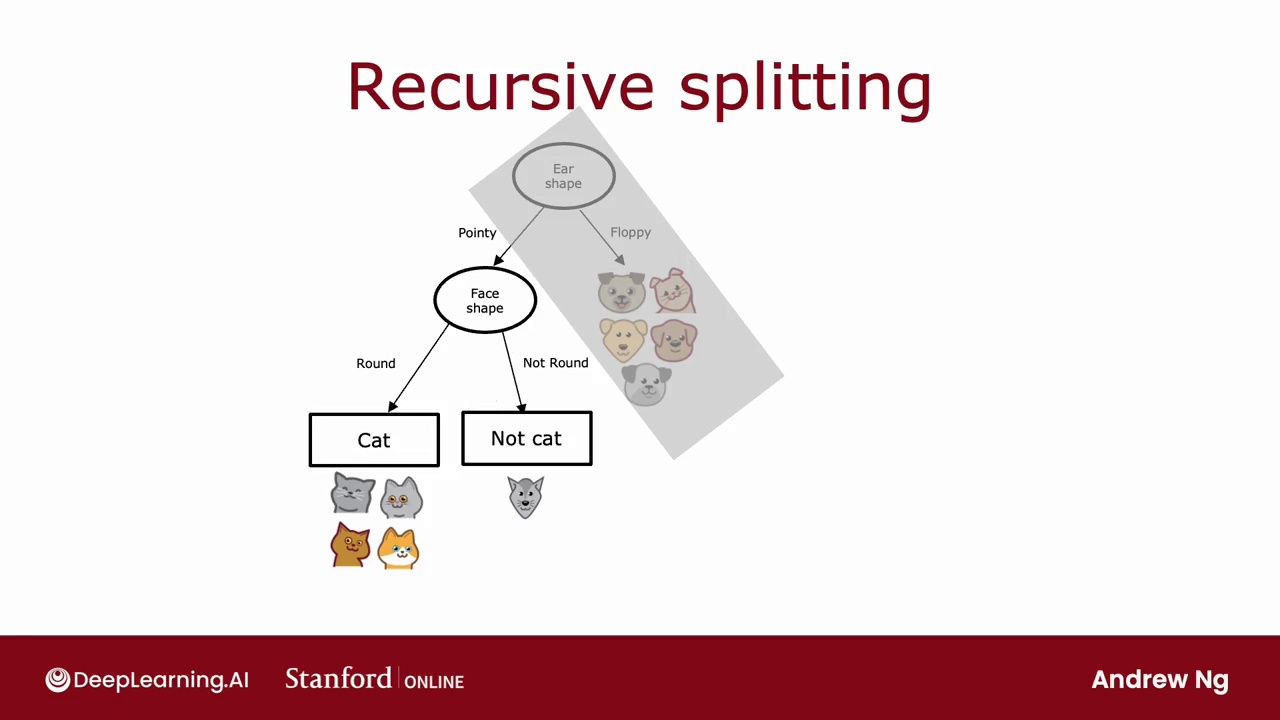 Recursive splitting
Ear
shape
Pointy
Floppy
Face
shape
Round
Not Round
Cat
Not cat
DeepLearning.AI
Stanford ONLINE
Andrew Ng